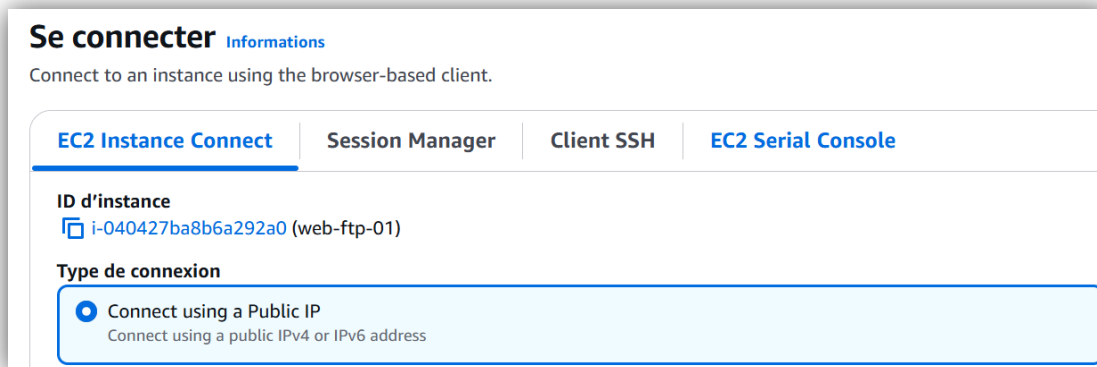 Se connecter Informations
Connect to an instance using the browser-based client.
EC2 Instance Connect Session Manager Client SSH EC2 Serial Console
ID d’instance
i-040427ba8b6a292a0 (web-ftp-01)
Type de connexion
Connect using a Public IP
Connect using a public IPv4 or IPv6 address